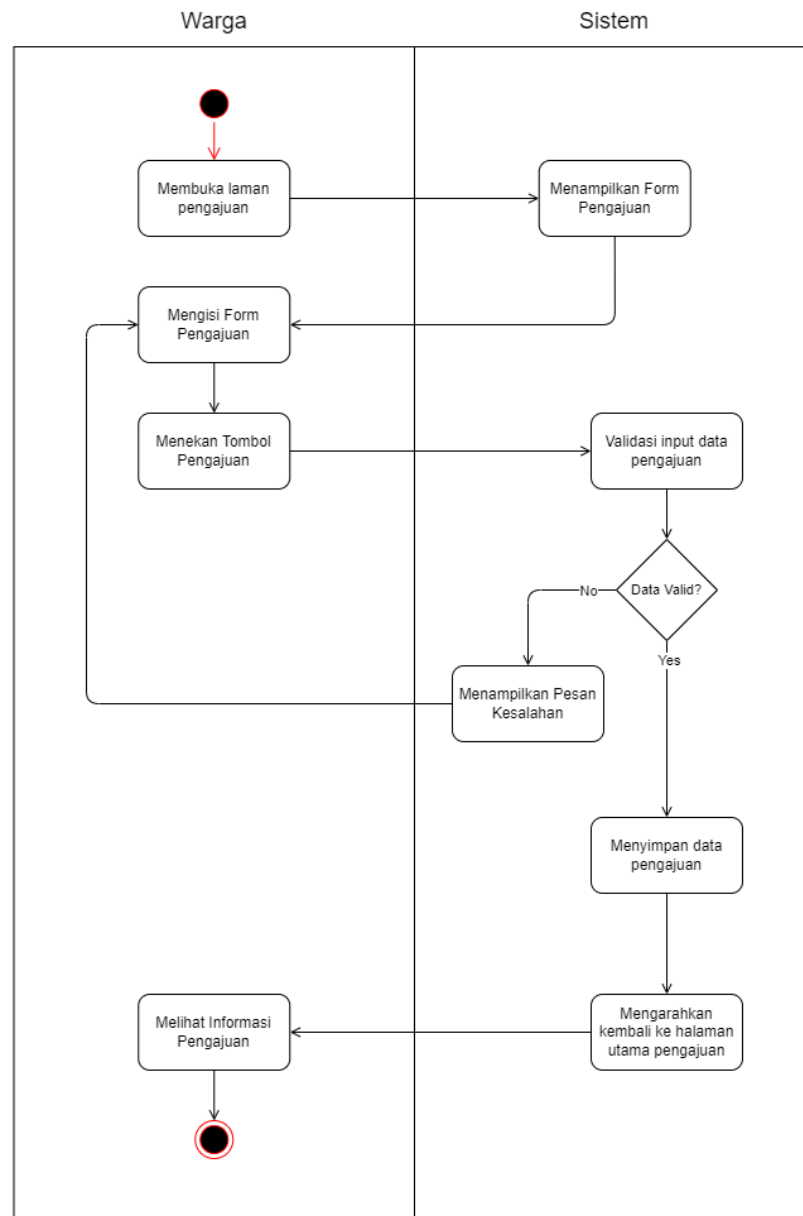 Warga
Sistem
Membuka laman
pengajuan
Menampilkan Form
Pengajuan
Mengisi Form
Pengajuan
Menekan Tombol
Pengajuan
Validasi input data
pengajuan
Data Valid?
No
Yes
Menampilkan Pesan
Kesalahan
Menyimpan data
pengajuan
Mengarahkan
kembali ke halaman
utama pengajuan
Melihat Informasi
Pengajuan